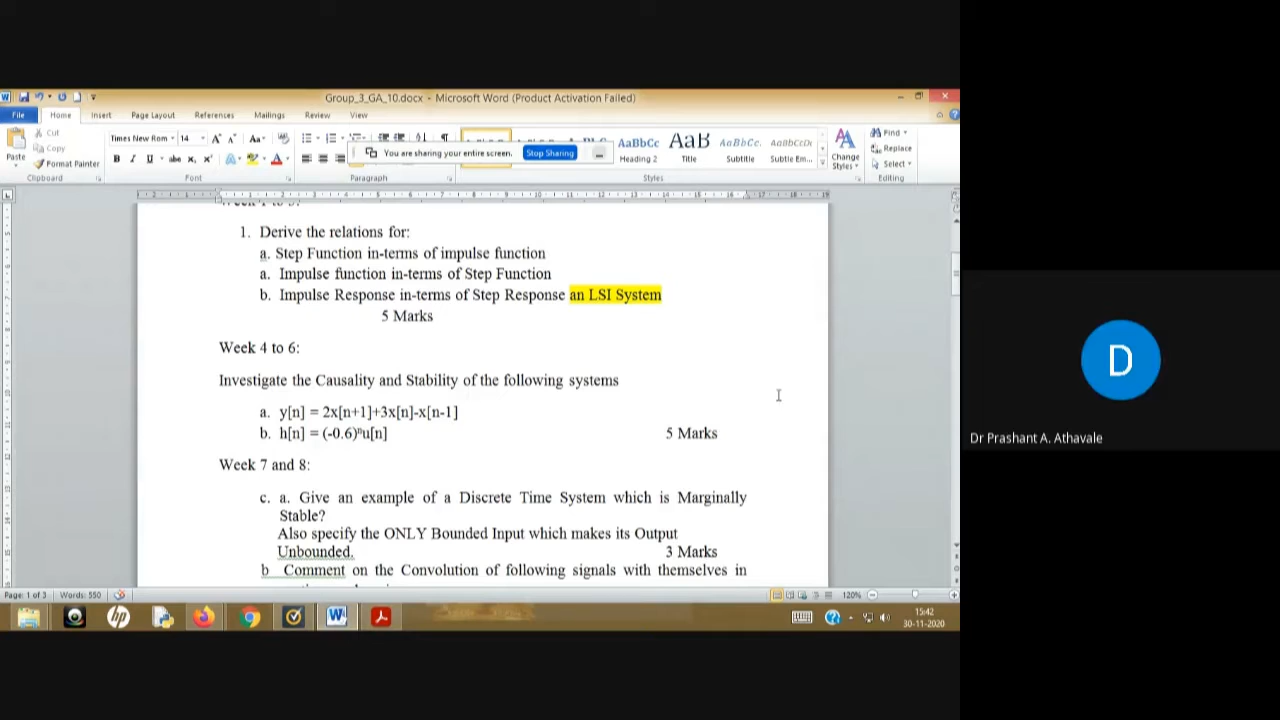 Group_3_GA_10.docx - Microsoft Word (Product Activation Failed)
File Home Insert Page Layout References Mailings Review View
Cut
Copy
Format Painter
Paste
Clipboard
Times New Rom 14
Font
Paragraph
You are sharing your entire screen. Stop Sharing
AaBbCc AaB AaBbCc. AaBbCcDi
Heading 2 Title Subtitle Subtle Em...
Change Styles
Styles
Find
Replace
Select
Editing
1. Derive the relations for:
a. Step Function in-terms of impulse function
a. Impulse function in-terms of Step Function
b. Impulse Response in-terms of Step Response an LSI System
5 Marks
Week 4 to 6:
Investigate the Causality and Stability of the following systems
a. y[n] = 2x[n+1]+3x[n]-x[n-1]
b. h[n] = (-0.6)ⁿu[n] 5 Marks
Week 7 and 8:
c. a. Give an example of a Discrete Time System which is Marginally
Stable?
Also specify the ONLY Bounded Input which makes its Output
Unbounded. 3 Marks
b Comment on the Convolution of following signals with themselves in
Page: 1 of 3 Words: 550 120%
15:42
30-11-2020
D
Dr Prashant A. Athavale